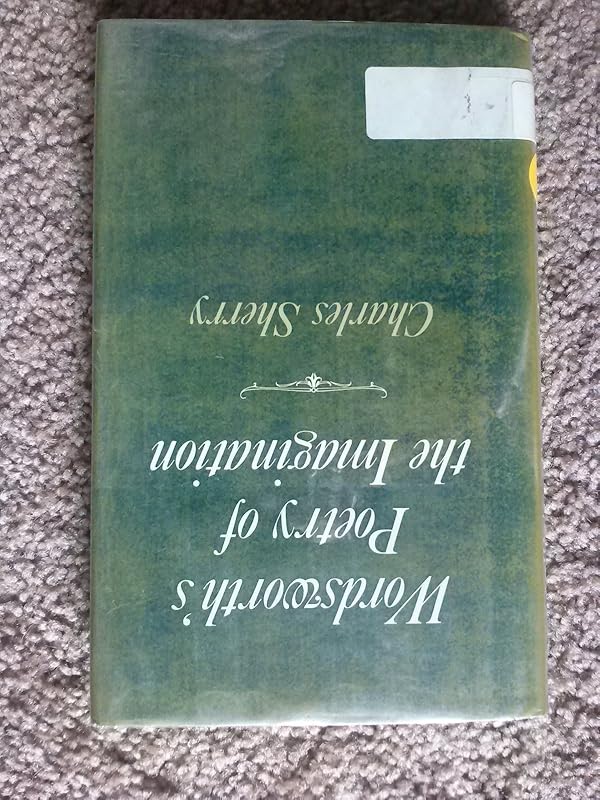 Wordsworth's
Poetry of
the Imagination
Charles Sherry